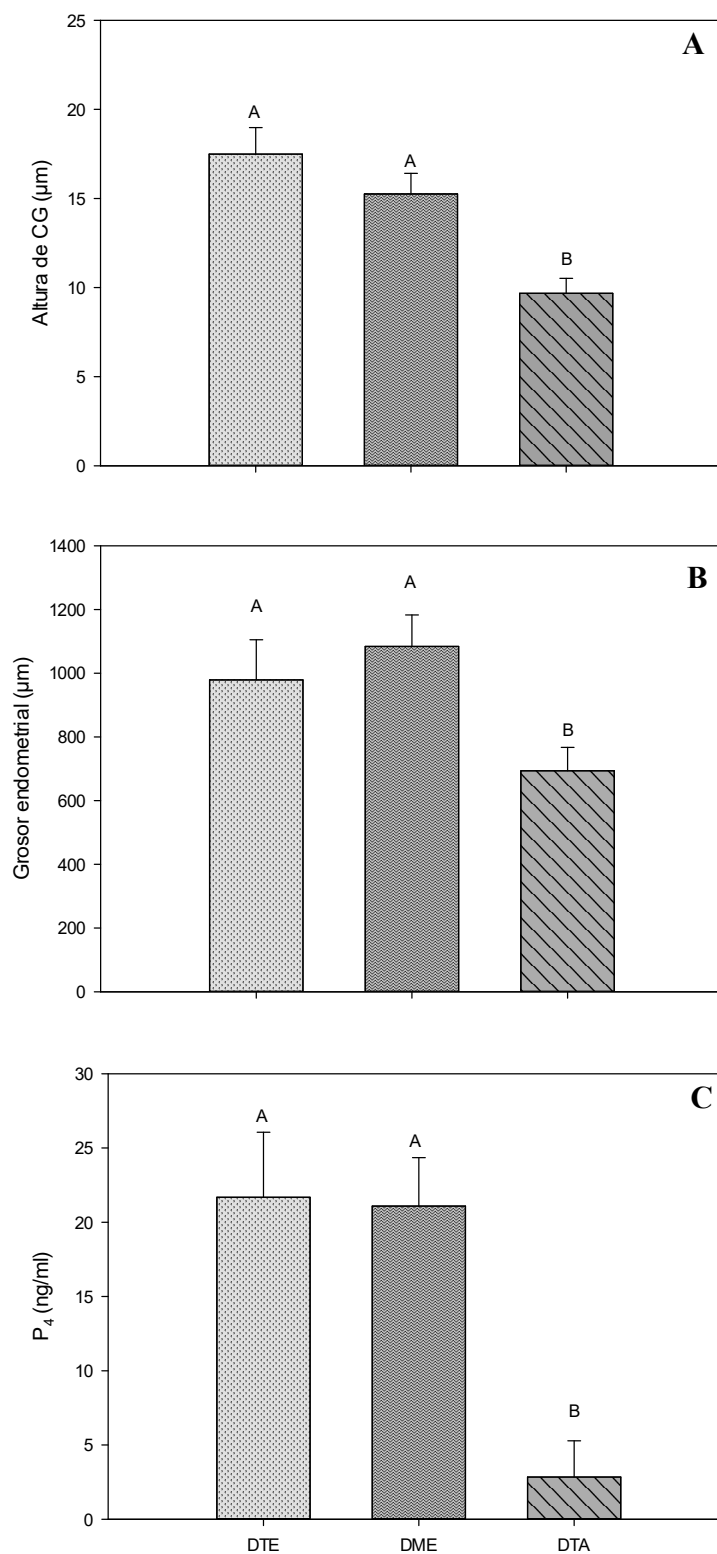 A
25
20
15
10
5
0
Altura de CG (µm)
A
A
B
B
1400
1200
1000
800
600
400
200
0
Grosor endometrial (µm)
A
A
B
C
30
25
20
15
10
5
0
P4 (ng/ml)
A
A
B
DTE DME DTA